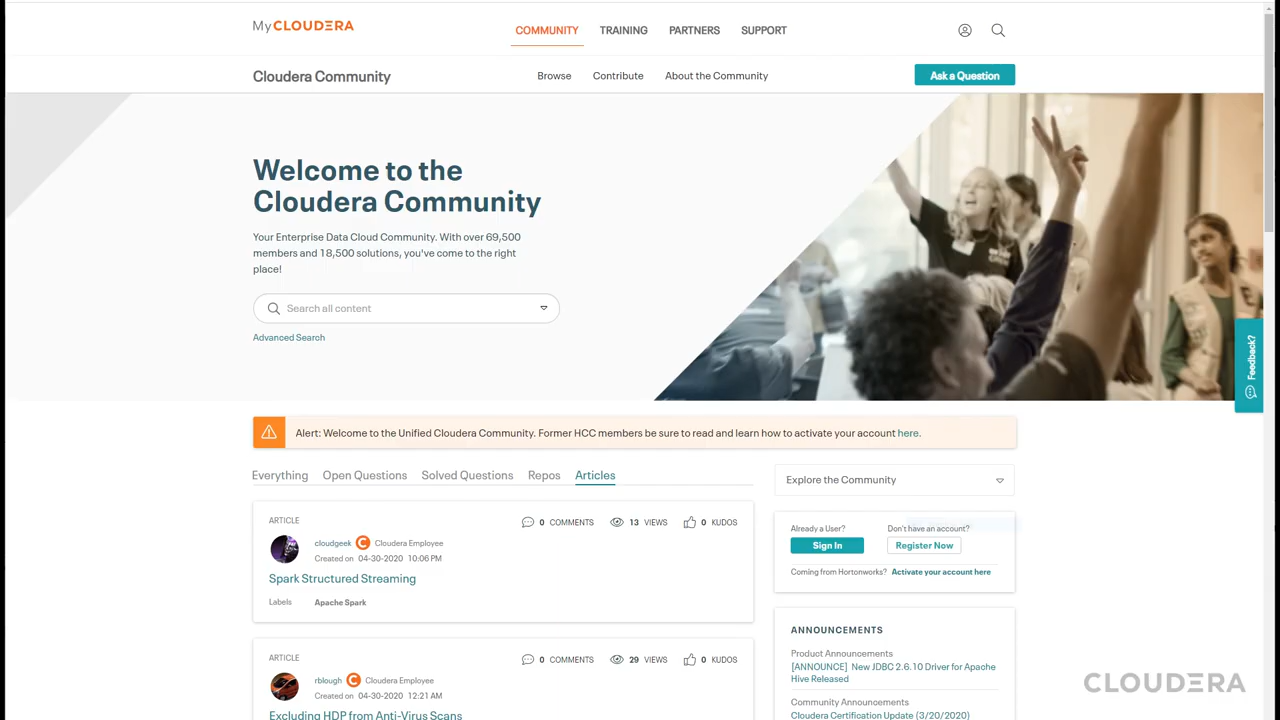 My CLOUDERA
COMMUNITY TRAINING PARTNERS SUPPORT
Cloudera Community
Browse Contribute About the Community
Ask a Question
Welcome to the
Cloudera Community
Your Enterprise Data Cloud Community. With over 69,500
members and 18,500 solutions, you've come to the right
place!
Search all content
Advanced Search
Feedback?
Alert: Welcome to the Unified Cloudera Community. Former HCC members be sure to read and learn how to activate your account here.
Everything Open Questions Solved Questions Repos Articles
ARTICLE
0 COMMENTS 13 VIEWS 0 KUDOS
cloudgeek C Cloudera Employee
Created on 04-30-2020 10:06 PM
Spark Structured Streaming
Labels Apache Spark
ARTICLE
0 COMMENTS 29 VIEWS 0 KUDOS
rblough C Cloudera Employee
Created on 04-30-2020 12:21 AM
Excluding HDP from Anti-Virus Scans
Explore the Community
Already a User? Don't have an account?
Sign In Register Now
Coming from Hortonworks? Activate your account here
ANNOUNCEMENTS
Product Announcements
[ANNOUNCE] New JDBC 2.6.10 Driver for Apache
Hive Released
Community Announcements
Cloudera Certification Update (3/20/2020)
CLOUDERA